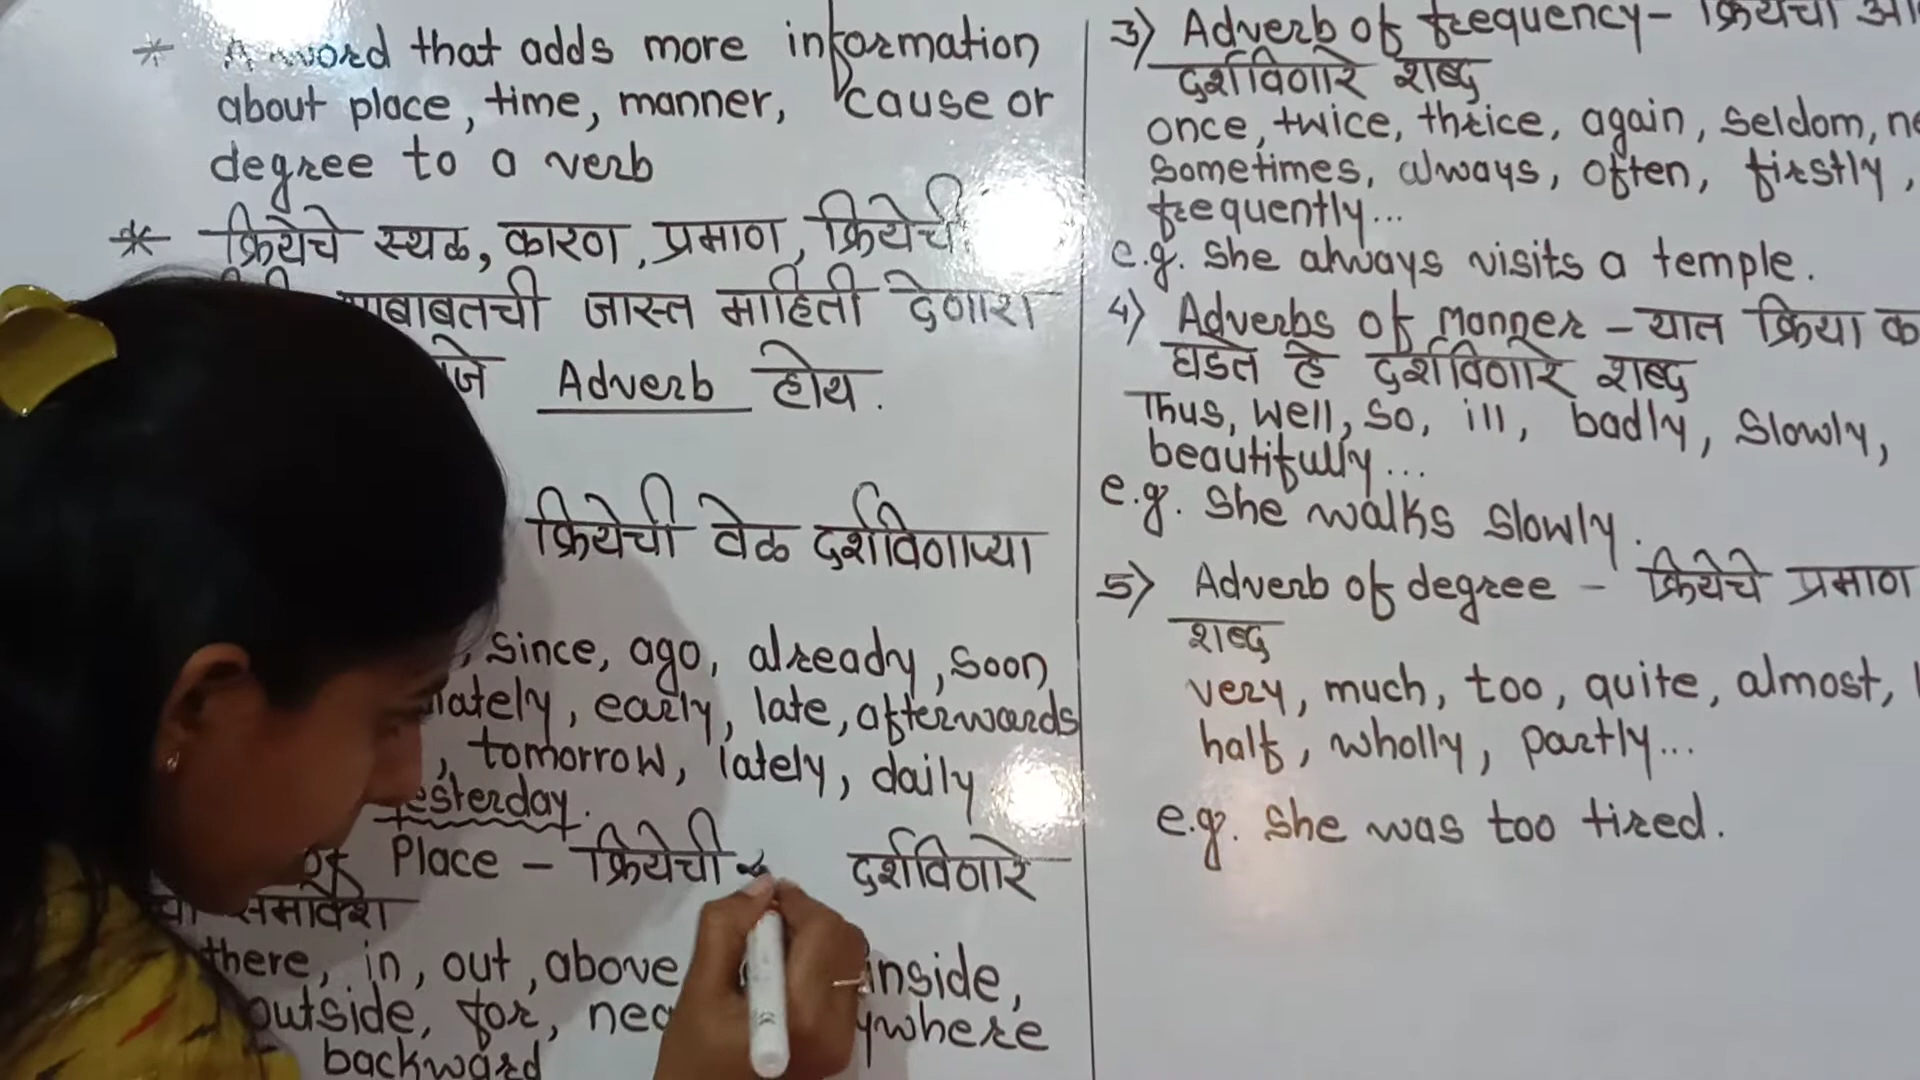 * A word that adds more information
about place, time, manner, cause or
degree to a verb
* क्रियेचे स्थळ, कारण, प्रमाण, क्रियेची
याबाबतची जास्त माहिती देणारा
Adverb होय.
क्रियेची वेळ दर्शविणाऱ्या
, since, ago, already, soon
early, late, afterwards
, tomorrow, lately, daily
yesterday.
of Place - क्रियेची दर्शविणारे
समावेश
there, in, out, above inside,
outside, far,
backward
3) Adverb of frequency- क्रियेची
दर्शविणारे शब्द
once, twice, thrice, again, seldom,
sometimes, always, often, firstly,
frequently...
e.g. she always visits a temple.
4) Adverbs of Manner - यात क्रिया
घडते हे दर्शविणारे शब्द
Thus, well, so, ill, badly, slowly,
beautifully...
e.g. she walks slowly.
5) Adverb of degree - क्रियेचे प्रमाण
शब्द
very, much, too, quite, almost,
half, wholly, partly...
e.g. she was too tired.